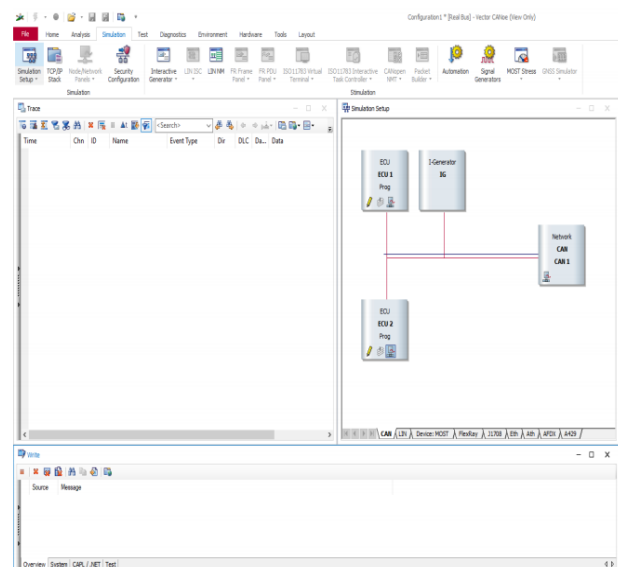 Configuration1 * [Real Bus] - Vector CANoe (View Only)
File Home Analysis Simulation Test Diagnostics Environment Hardware Tools Layout
Simulation Setup
TCP/IP Stack
Node/Network Panels
Security Configuration
Interactive Generator
LIN ISC
LIN NM
FR Frame Panel
FR PDU Panel
ISO11783 Virtual Terminal
ISO11783 Interactive Task Controller
CANopen NMT
Packet Builder
Automation
Signal Generators
MOST Stress
GNSS Simulator
Simulation
Stimulation
Trace
<Search>
Time Chn ID Name Event Type Dir DLC Da... Data
Simulation Setup
ECU
ECU 1
Prog
I-Generator
IG
Network
CAN
CAN 1
ECU
ECU 2
Prog
CAN LIN Device: MOST FlexRay J1708 Eth Ath AFDX A429
Write
Source Message
Overview System CAPL / .NET Test